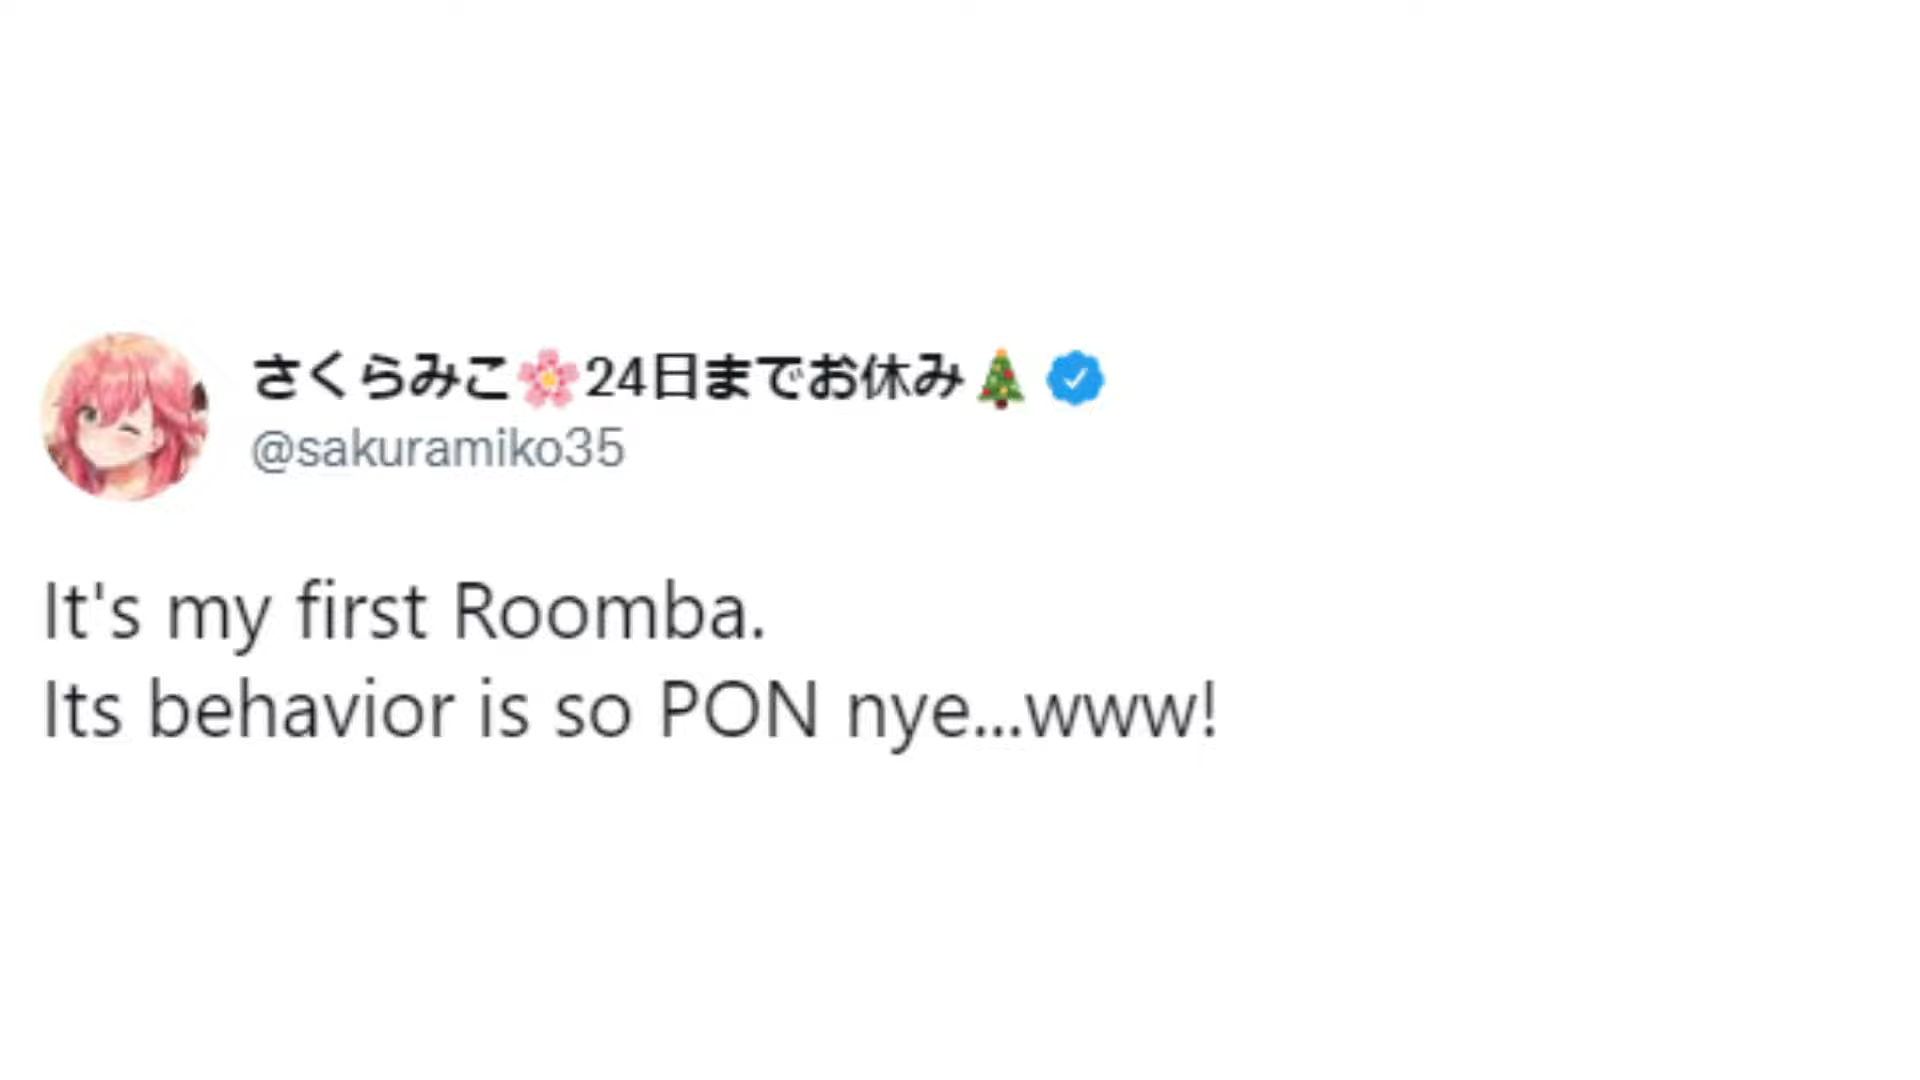 さくらみこ🌸24日までお休み🎄
@sakuramiko35
It's my first Roomba.
Its behavior is so PON nye...www!